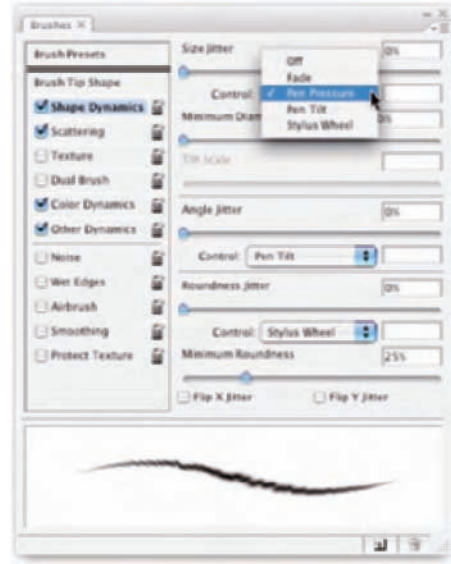 Brushes ×
Brush Presets
Brush Tip Shape
Shape Dynamics
Scattering
Texture
Dual Brush
Color Dynamics
Other Dynamics
Noise
Wet Edges
Airbrush
Smoothing
Protect Texture
Size Jitter
0%
Off
Fade
Control:
✓ Pen Pressure
Pen Tilt
Stylus Wheel
Minimum Diam
0%
Tilt Scale
Angle Jitter
0%
Control: Pen Tilt
Roundness Jitter
0%
Control: Stylus Wheel
Minimum Roundness
25%
Flip X Jitter
Flip Y Jitter